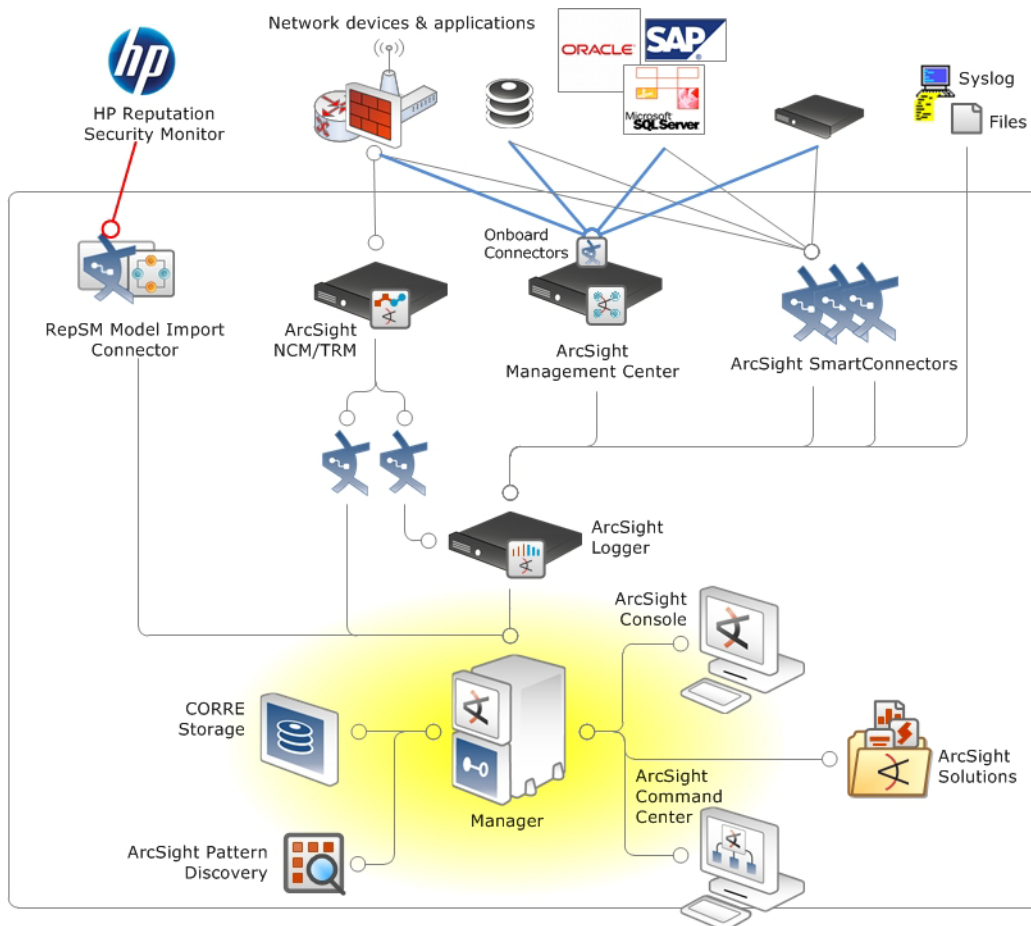 Network devices & applications
hp
HP Reputation
Security Monitor
ORACLE
SAP
Microsoft
SQL Server
Syslog
Files
Onboard
Connectors
RepSM Model Import
Connector
ArcSight
NCM/TRM
ArcSight
Management Center
ArcSight SmartConnectors
ArcSight
Logger
ArcSight
Console
CORRE
Storage
ArcSight
Solutions
ArcSight
Command
Center
Manager
ArcSight Pattern
Discovery